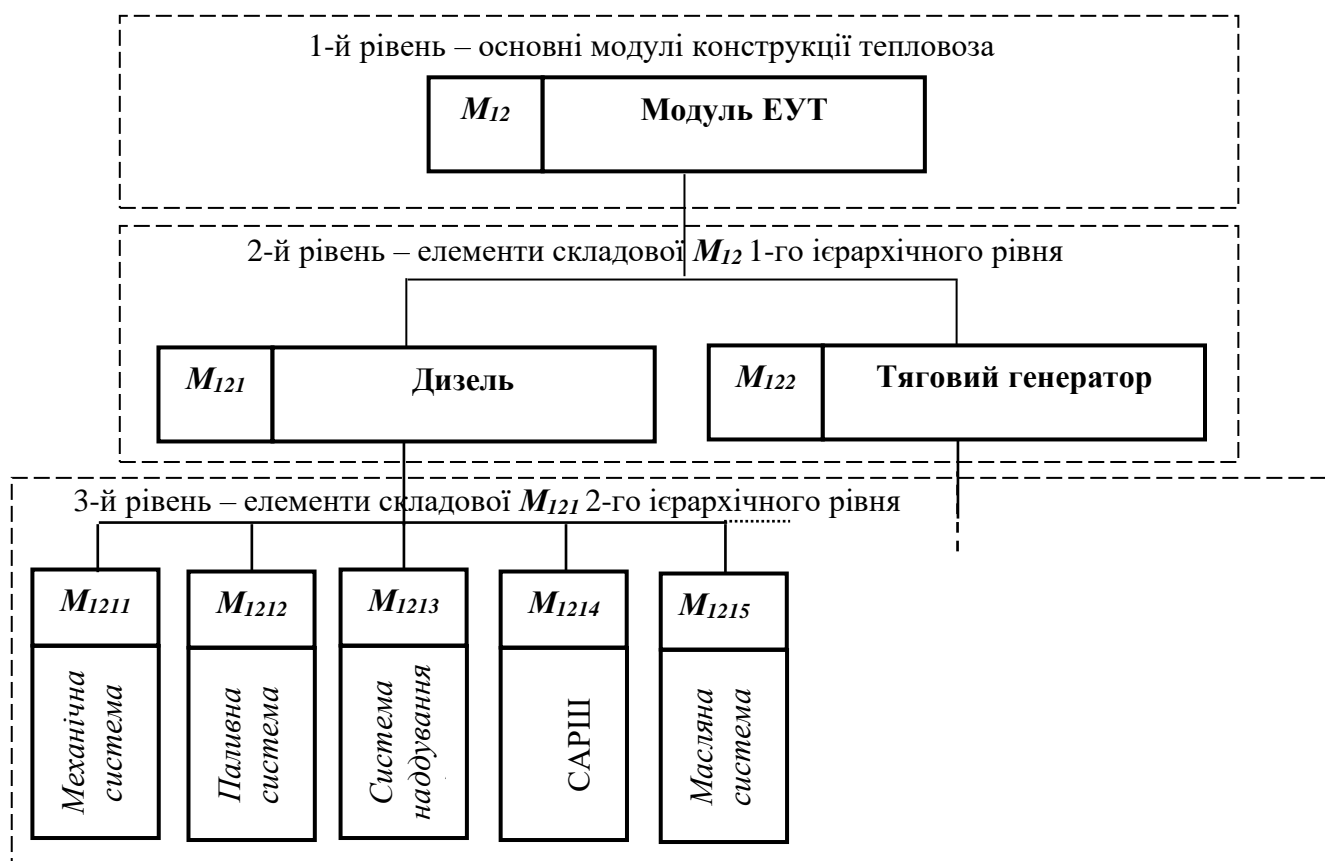 1-й рівень – основні модулі конструкції тепловоза
M12 Модуль ЕУТ
2-й рівень – елементи складової M12 1-го ієрархічного рівня
M121 Дизель
M122 Тяговий генератор
3-й рівень – елементи складової M121 2-го ієрархічного рівня
M1211
M1212
M1213
M1214
M1215
Механічна
система
Паливна
система
Система
наддування
САРШ
Масляна
система